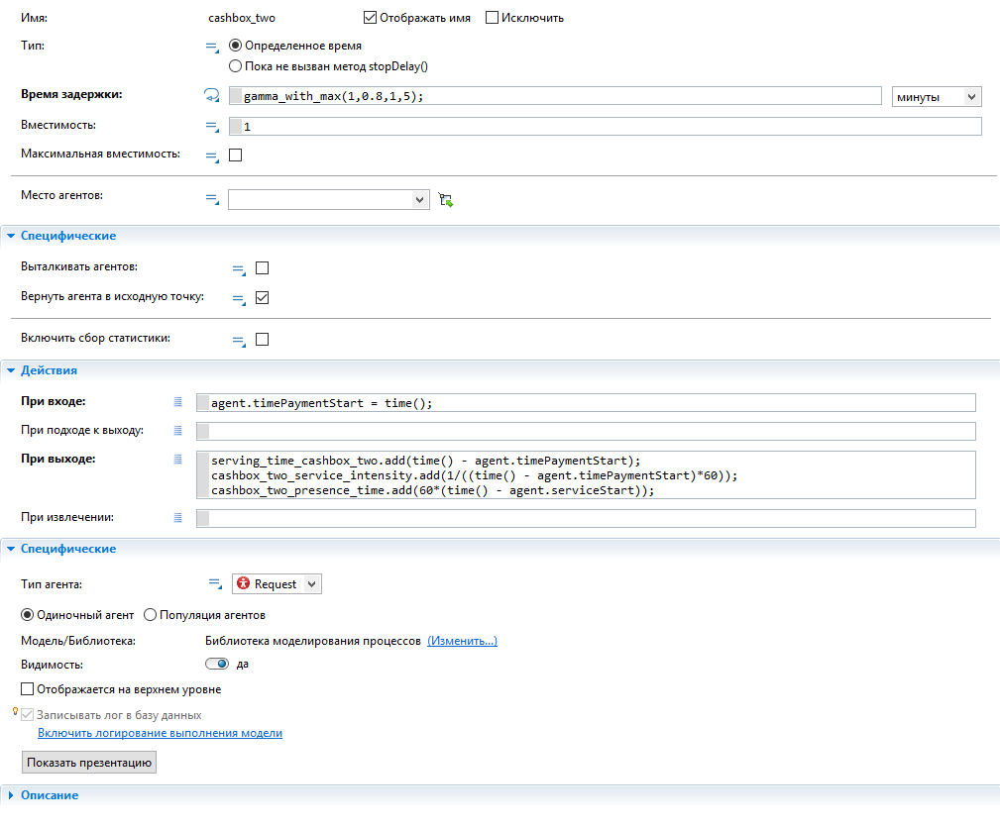 Имя: cashbox_two Отображать имя Исключить
Тип: Определенное время
Пока не вызван метод stopDelay()
Время задержки: gamma_with_max(1,0.8,1,5); минуты
Вместимость: 1
Максимальная вместимость:
Место агентов:
Специфические
Выталкивать агентов:
Вернуть агента в исходную точку:
Включить сбор статистики:
Действия
При входе: agent.timePaymentStart = time();
При подходе к выходу:
При выходе: serving_time_cashbox_two.add(time() - agent.timePaymentStart);
cashbox_two_service_intensity.add(1/((time() - agent.timePaymentStart)*60));
cashbox_two_presence_time.add(60*(time() - agent.serviceStart));
При извлечении:
Специфические
Тип агента: Request
Одиночный агент Популяция агентов
Модель/Библиотека: Библиотека моделирования процессов (Изменить...)
Видимость: да
Отображается на верхнем уровне
Записывать лог в базу данных
Включить логирование выполнения модели
Показать презентацию
Описание